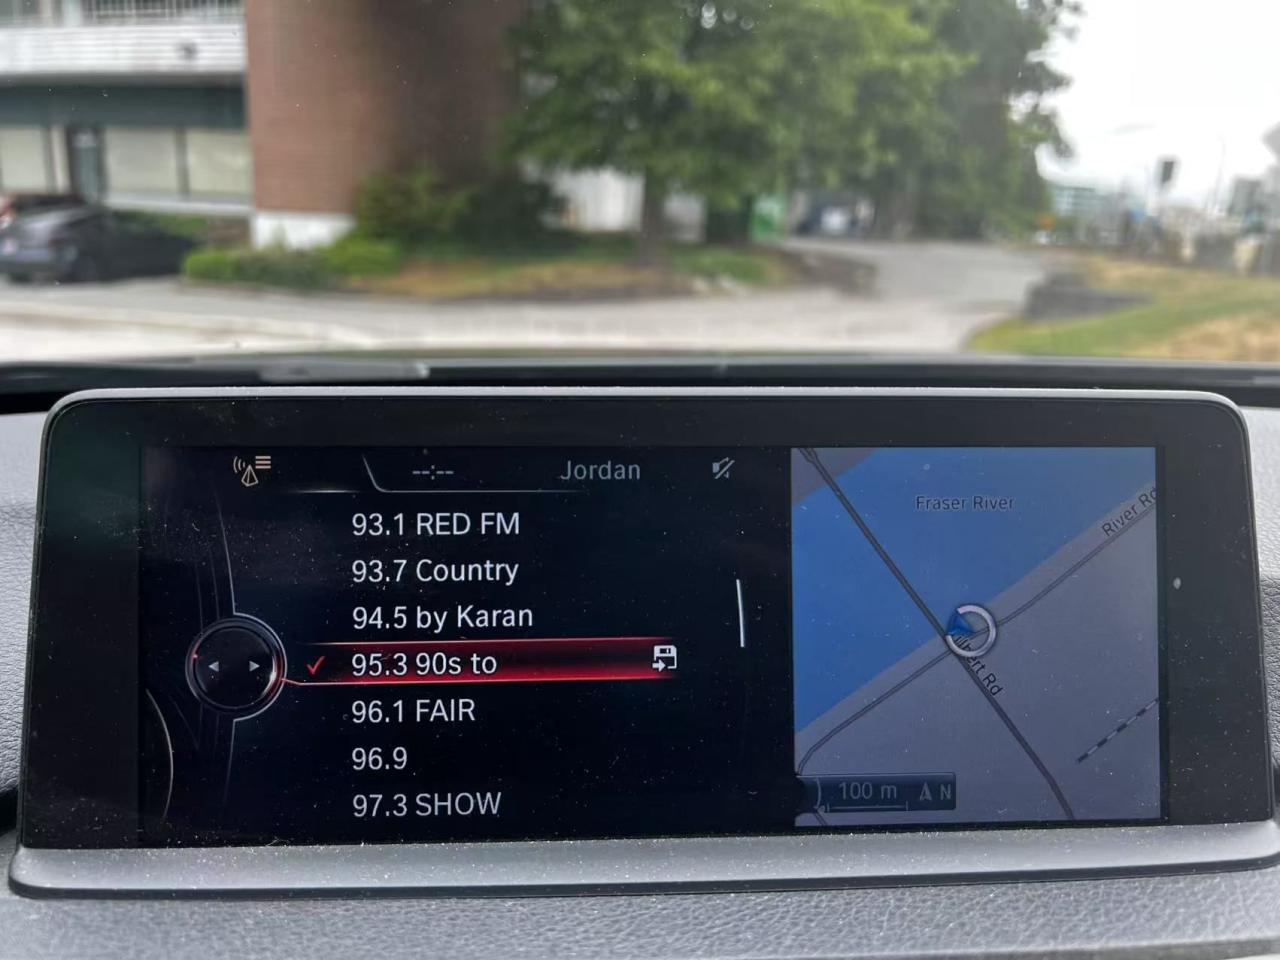 --:--
Jordan
93.1 RED FM
93.7 Country
94.5 by Karan
95.3 90s to
96.1 FAIR
96.9
97.3 SHOW
Fraser River
River Rd
Rd
100 m
N